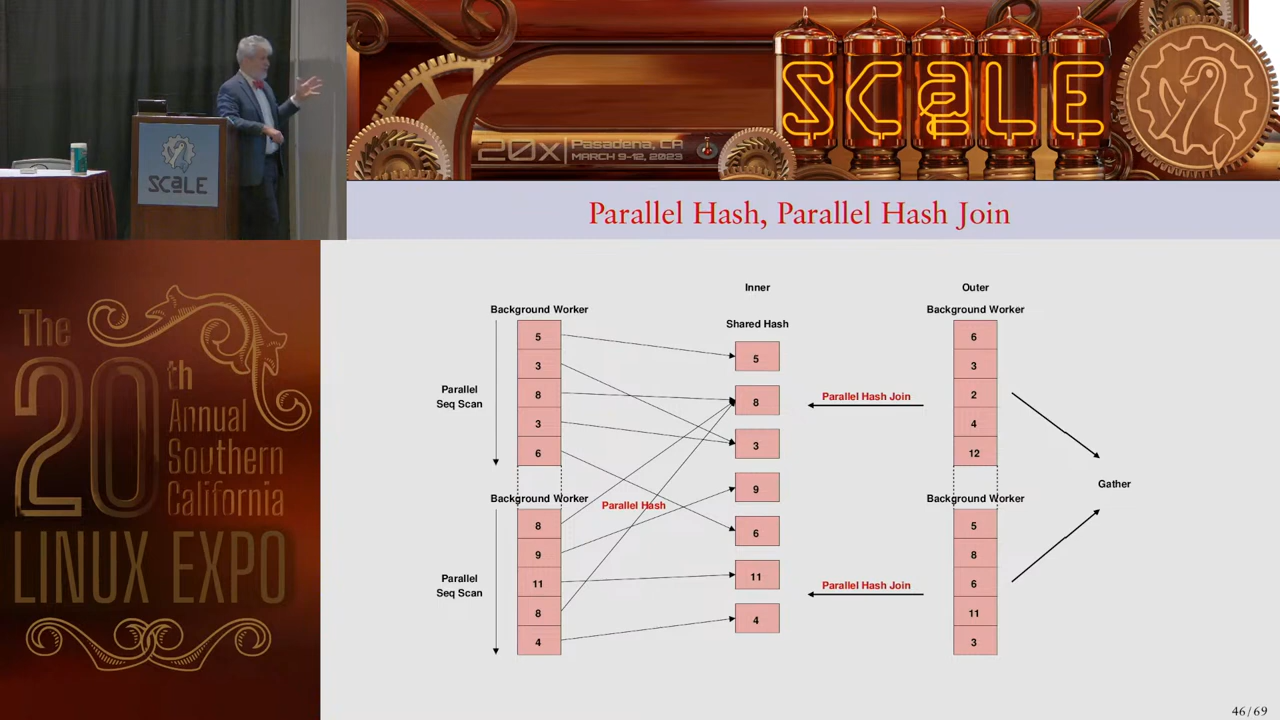 SCALE
20x
Pasadena, CA
MARCH 9-12, 2023
SCALE
The
20th
Annual
Southern
California
LINUX EXPO
Parallel Hash, Parallel Hash Join
Inner
Outer
Background Worker
Background Worker
Shared Hash
5
3
8
3
6
Parallel
Seq Scan
Background Worker
8
9
11
8
4
Parallel
Seq Scan
Parallel Hash
5
8
3
9
6
11
4
Parallel Hash Join
Parallel Hash Join
6
3
2
4
12
Background Worker
5
8
6
11
3
Gather
46/69